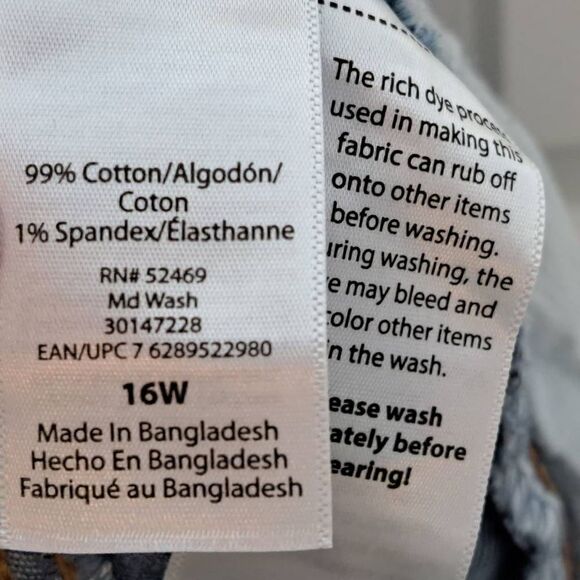 99% Cotton/Algodón/
Coton
1% Spandex/Élasthanne
RN# 52469
Md Wash
30147228
EAN/UPC 7 6289522980
16W
Made In Bangladesh
Hecho En Bangladesh
Fabriqué au Bangladesh
The rich dye process
used in making this
fabric can rub off
onto other items
before washing.
uring washing, the
e may bleed and
color other items
in the wash.
ease wash
ately before
earing!